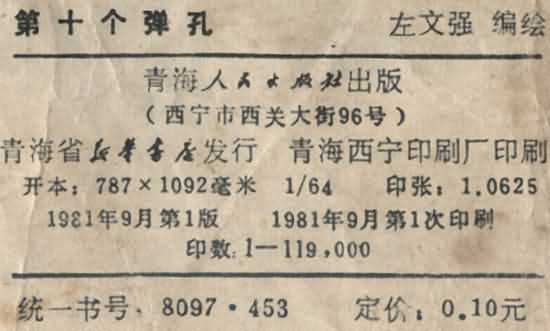 第十个弹孔 左文强 编绘
青海人民出版社出版
（西宁市西关大街96号）
青海省新华书店发行 青海西宁印刷厂印刷
开本：787×1092毫米 1/64 印张：1.0625
1981年9月第1版 1981年9月第1次印刷
印数：1—119,000
统一书号：8097·453 定价：0.10元